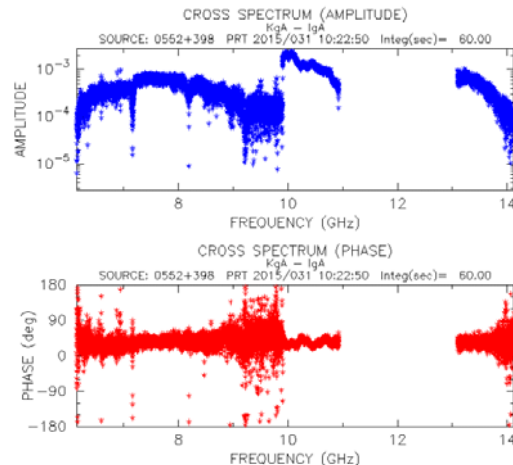 CROSS SPECTRUM (AMPLITUDE)
KgA – IgA
SOURCE: 0552+398 PRT 2015/031 10:22:50 Integ(sec)= 60.00
AMPLITUDE
10-3
10-4
10-5
8
10
12
14
FREQUENCY (GHz)
CROSS SPECTRUM (PHASE)
KgA – IgA
SOURCE: 0552+398 PRT 2015/031 10:22:50 Integ(sec)= 60.00
PHASE (deg)
180
90
0
-90
-180
8
10
12
14
FREQUENCY (GHz)